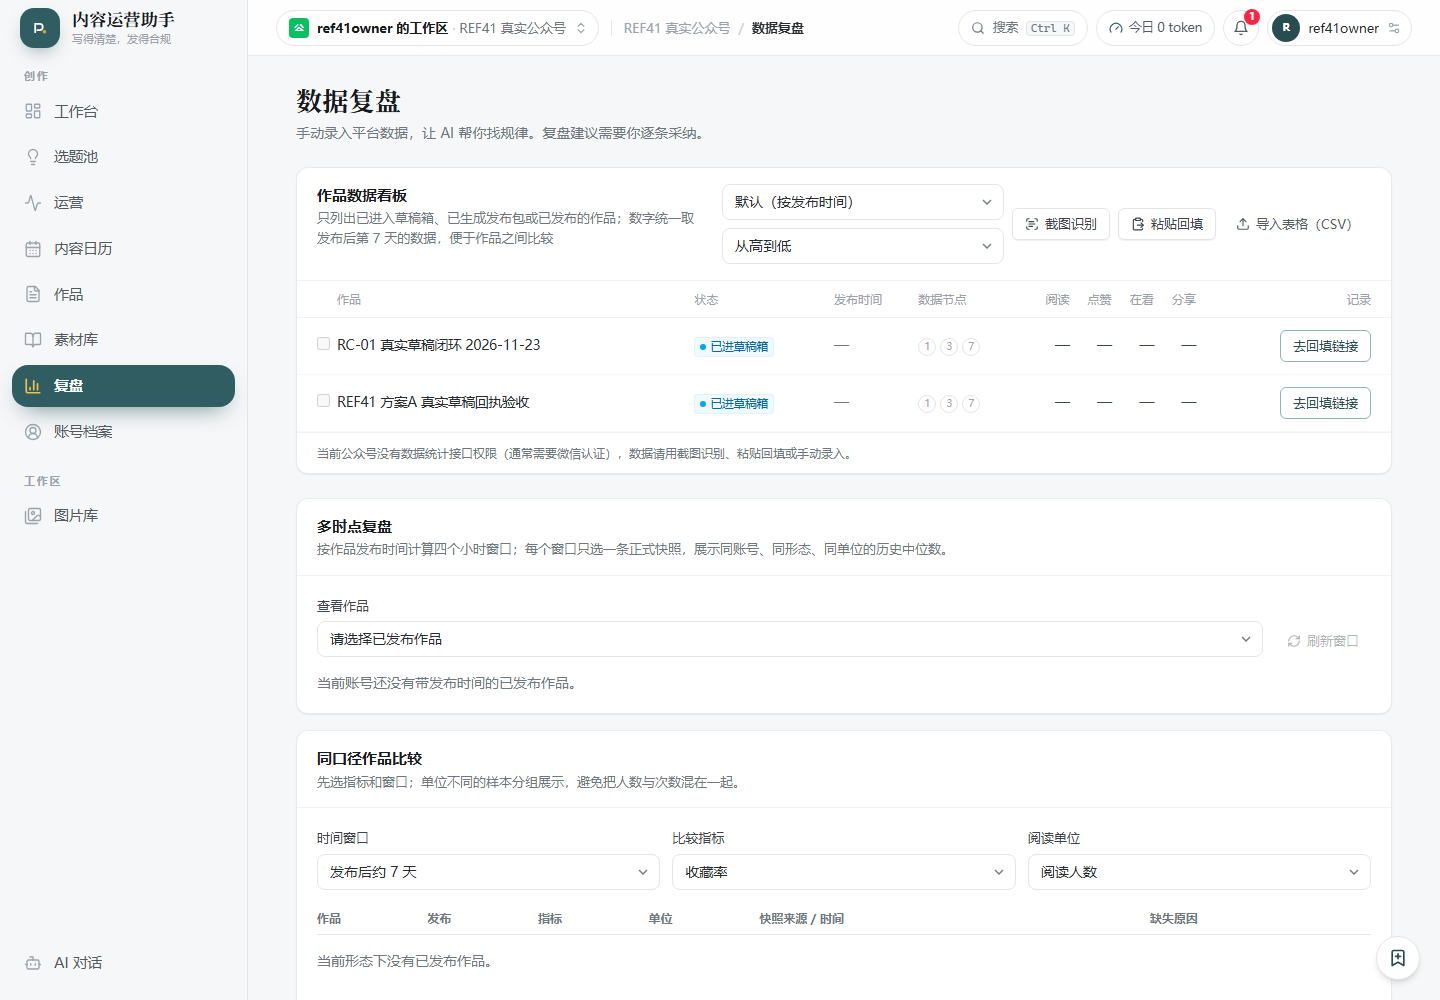 P.
内容运营助手
写得清楚，发得合规
创作
工作台
选题池
运营
内容日历
作品
素材库
复盘
账号档案
工作区
图片库
AI 对话
ref41owner 的工作区 · REF41 真实公众号
REF41 真实公众号 / 数据复盘
搜索 Ctrl K
今日 0 token
1
R ref41owner
数据复盘
手动录入平台数据，让 AI 帮你找规律。复盘建议需要你逐条采纳。
作品数据看板
只列出已进入草稿箱、已生成发布包或已发布的作品；数字统一取
发布后第 7 天的数据，便于作品之间比较
默认（按发布时间）
从高到低
截图识别
粘贴回填
导入表格（CSV）
作品 状态 发布时间 数据节点 阅读 点赞 在看 分享 记录
RC-01 真实草稿闭环 2026-11-23 已进草稿箱 — 1 3 7 — — — — 去回填链接
REF41 方案A 真实草稿回执验收 已进草稿箱 — 1 3 7 — — — — 去回填链接
当前公众号没有数据统计接口权限（通常需要微信认证），数据请用截图识别、粘贴回填或手动录入。
多时点复盘
按作品发布时间计算四个小时窗口；每个窗口只选一条正式快照，展示同账号、同形态、同单位的历史中位数。
查看作品
请选择已发布作品
刷新窗口
当前账号还没有带发布时间的已发布作品。
同口径作品比较
先选指标和窗口；单位不同的样本分组展示，避免把人数与次数混在一起。
时间窗口 比较指标 阅读单位
发布后约 7 天 收藏率 阅读人数
作品 发布 指标 单位 快照来源 / 时间 缺失原因
当前形态下没有已发布作品。